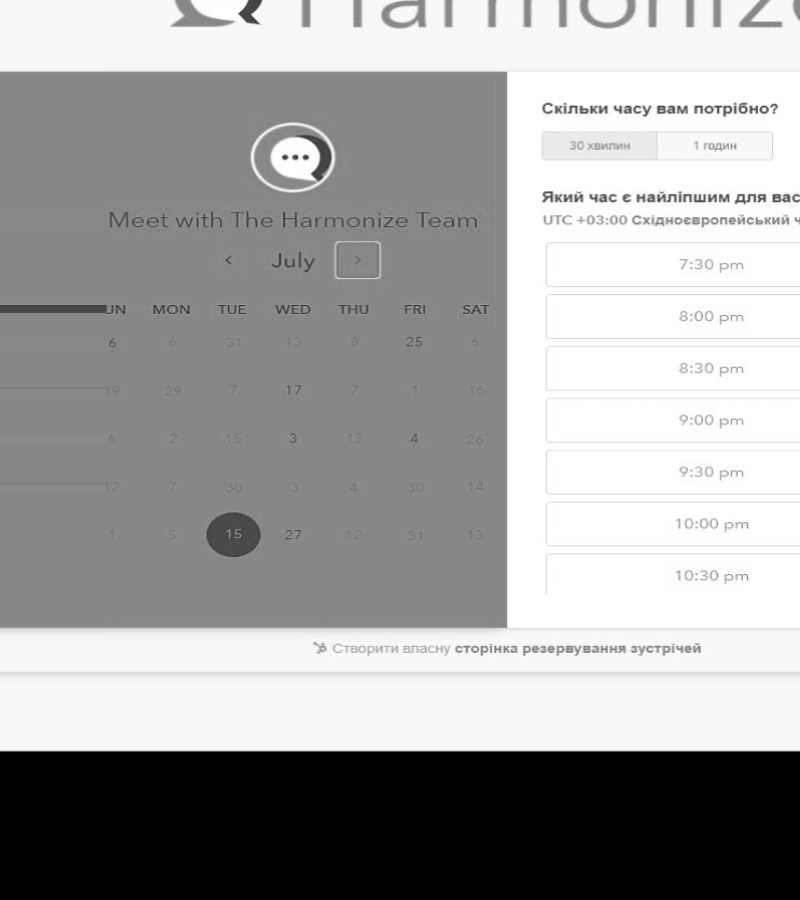 Harmonize
Meet with The Harmonize Team
July
UN MON TUE WED THU FRI SAT
6 6 31 13 8 25 6
19 29 7 17 7 1 16
6 2 15 3 13 4 26
12 7 30 3 4 30 14
1 5 15 27 12 31 13
Скільки часу вам потрібно?
30 хвилин 1 годин
Який час є найліпшим для вас
UTC +03:00 Східноєвропейський ч
7:30 pm
8:00 pm
8:30 pm
9:00 pm
9:30 pm
10:00 pm
10:30 pm
Створити власну сторінка резервування зустрічей